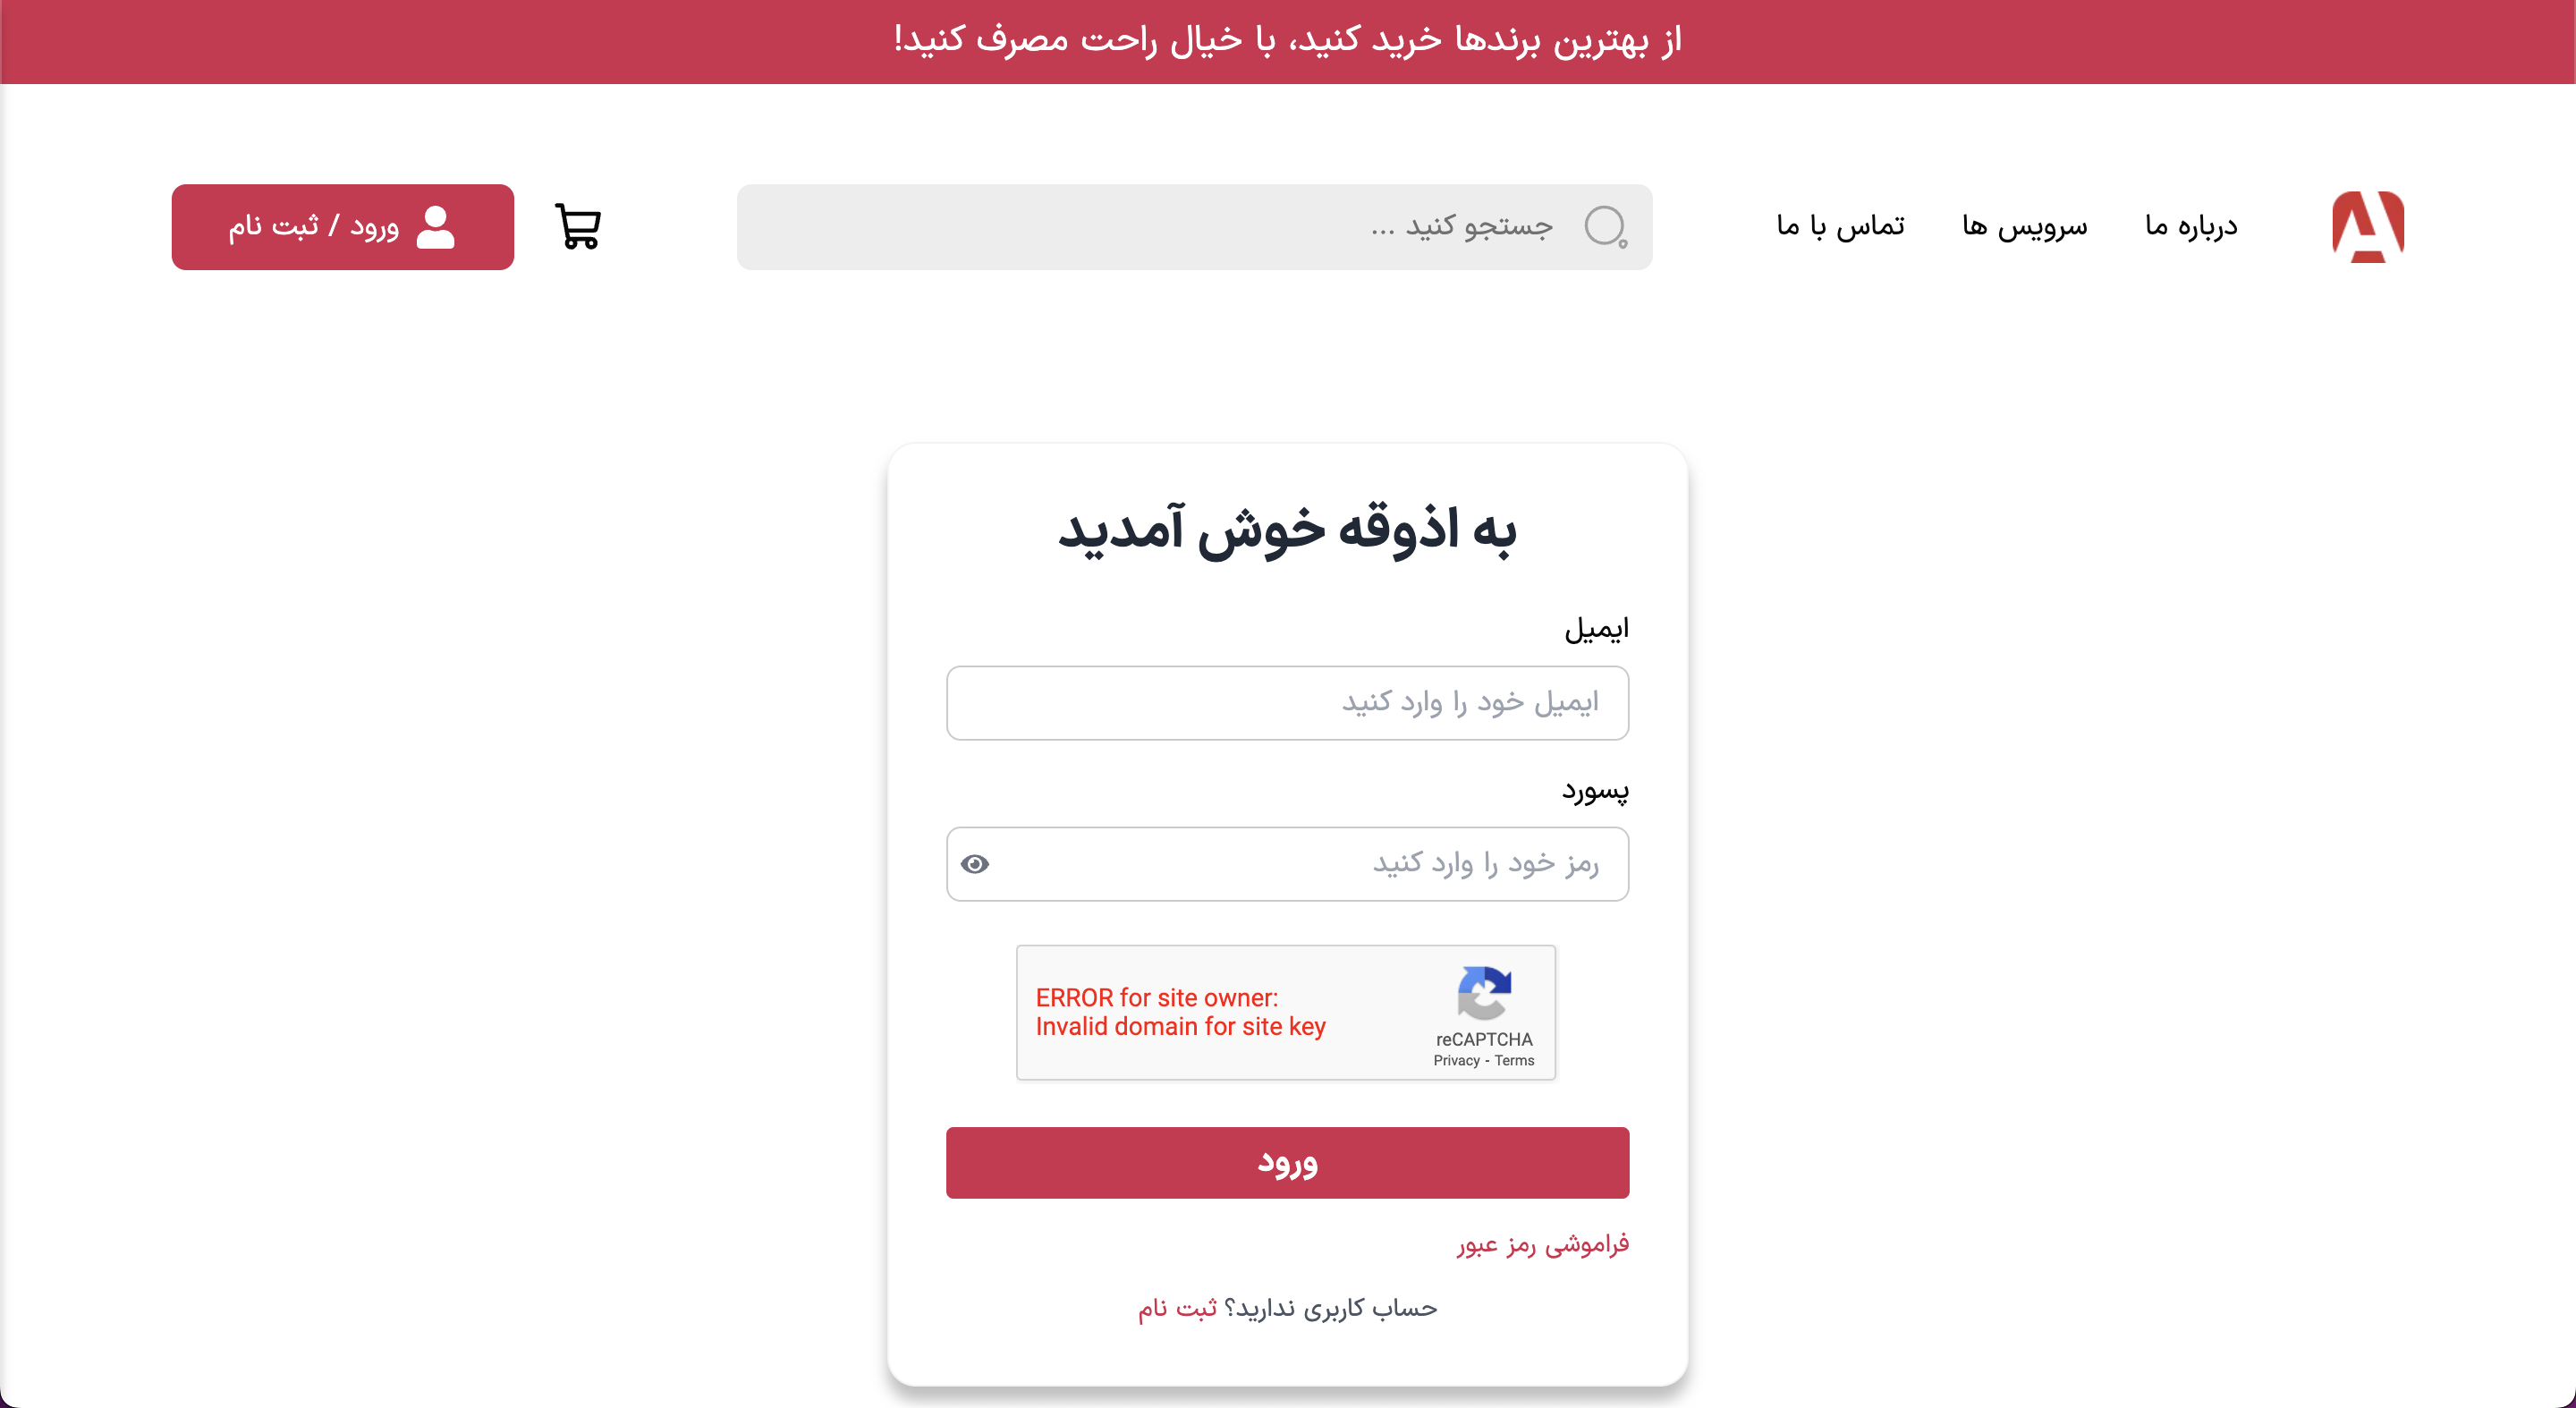 از بهترین برندها خرید کنید، با خیال راحت مصرف کنید!
درباره ما
سرویس ها
تماس با ما
جستجو کنید ...
ورود / ثبت نام
به اذوقه خوش آمدید
ایمیل
ایمیل خود را وارد کنید
پسورد
رمز خود را وارد کنید
ERROR for site owner:
Invalid domain for site key
reCAPTCHA
Privacy - Terms
ورود
فراموشی رمز عبور
حساب کاربری ندارید؟ ثبت نام